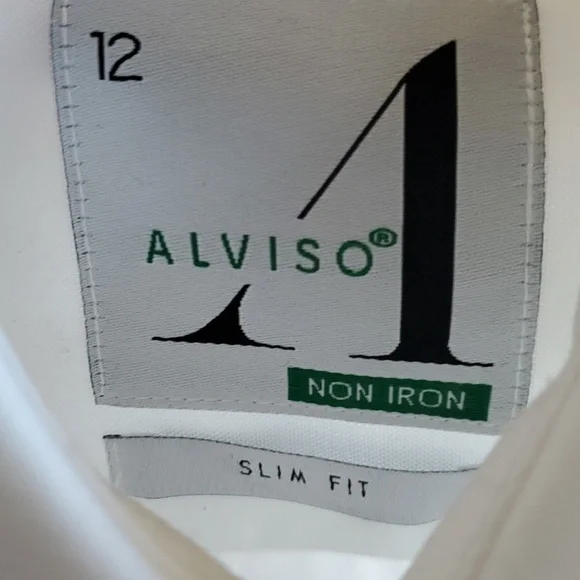 12
ALVISO®
NON IRON
SLIM FIT